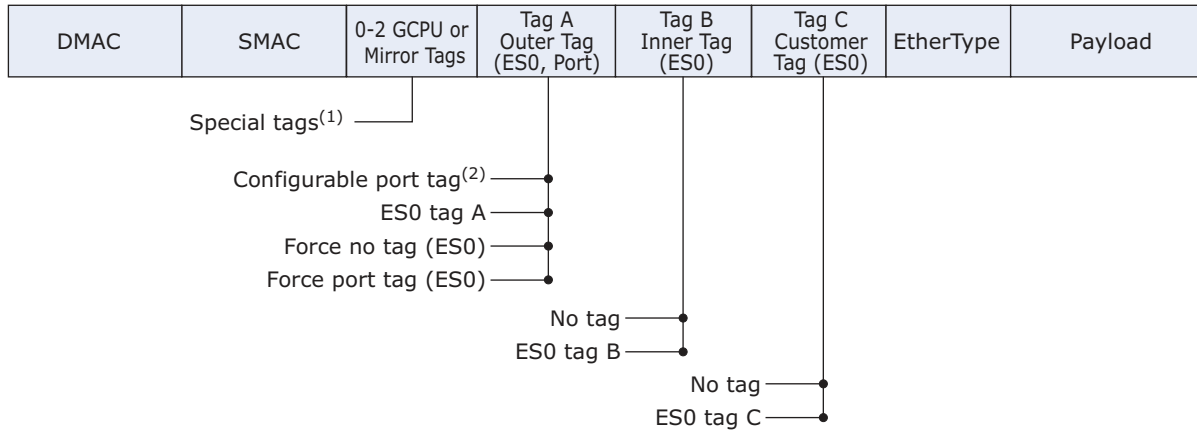 DMAC
SMAC
0-2 GCPU or
Mirror Tags
Tag A
Outer Tag
(ES0, Port)
Tag B
Inner Tag
(ES0)
Tag C
Customer
Tag (ES0)
EtherType
Payload
Special tags(1)
Configurable port tag(2)
ES0 tag A
Force no tag (ES0)
Force port tag (ES0)
No tag
ES0 tag B
No tag
ES0 tag C